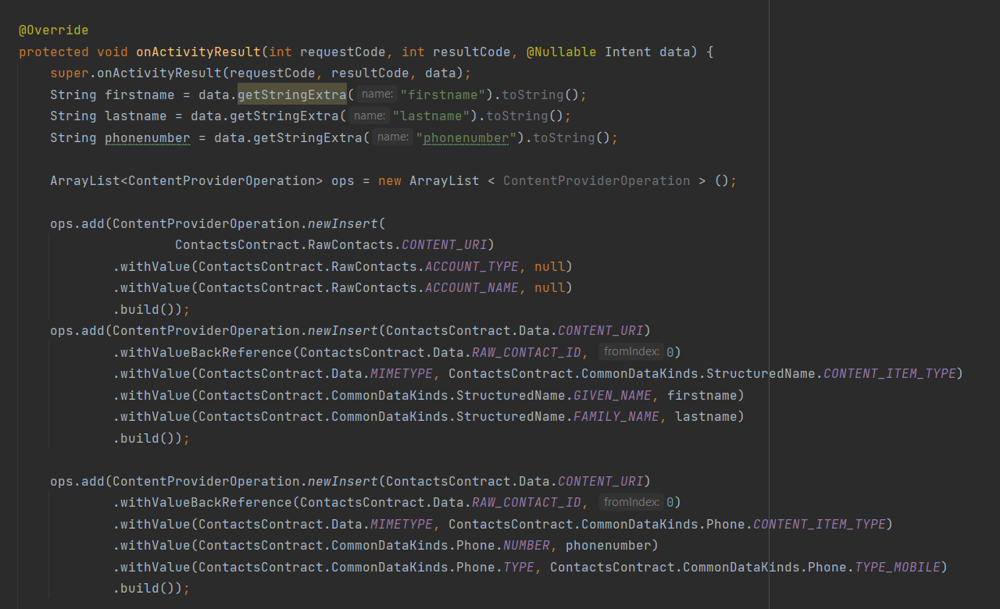 @Override
protected void onActivityResult(int requestCode, int resultCode, @Nullable Intent data) {
super.onActivityResult(requestCode, resultCode, data);
String firstname = data.getStringExtra( name: "firstname").toString();
String lastname = data.getStringExtra( name: "lastname").toString();
String phonenumber = data.getStringExtra( name: "phonenumber").toString();
ArrayList<ContentProviderOperation> ops = new ArrayList < ContentProviderOperation > ();
ops.add(ContentProviderOperation.newInsert(
ContactsContract.RawContacts.CONTENT_URI)
.withValue(ContactsContract.RawContacts.ACCOUNT_TYPE, null)
.withValue(ContactsContract.RawContacts.ACCOUNT_NAME, null)
.build());
ops.add(ContentProviderOperation.newInsert(ContactsContract.Data.CONTENT_URI)
.withValueBackReference(ContactsContract.Data.RAW_CONTACT_ID, fromIndex: 0)
.withValue(ContactsContract.Data.MIMETYPE, ContactsContract.CommonDataKinds.StructuredName.CONTENT_ITEM_TYPE)
.withValue(ContactsContract.CommonDataKinds.StructuredName.GIVEN_NAME, firstname)
.withValue(ContactsContract.CommonDataKinds.StructuredName.FAMILY_NAME, lastname)
.build());
ops.add(ContentProviderOperation.newInsert(ContactsContract.Data.CONTENT_URI)
.withValueBackReference(ContactsContract.Data.RAW_CONTACT_ID, fromIndex: 0)
.withValue(ContactsContract.Data.MIMETYPE, ContactsContract.CommonDataKinds.Phone.CONTENT_ITEM_TYPE)
.withValue(ContactsContract.CommonDataKinds.Phone.NUMBER, phonenumber)
.withValue(ContactsContract.CommonDataKinds.Phone.TYPE, ContactsContract.CommonDataKinds.Phone.TYPE_MOBILE)
.build());